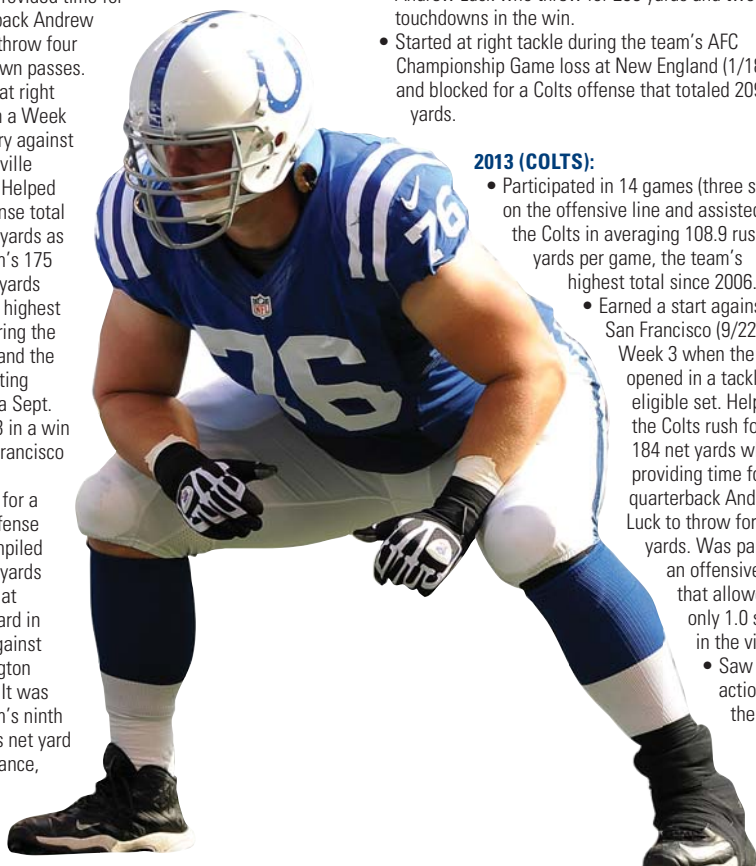 rovided time for
back Andrew
throw four
wn passes.
at right
n a Week
ry against
ville
Helped
nse total
yards as
n's 175
yards
highest
ring the
and the
ting
a Sept.
3 in a win
rancisco
for a
fense
mpiled
yards
at
ard in
gainst
gton
It was
n's ninth
s net yard
ance,
Andrew Luck who threw for yards and two
touchdowns in the win.
• Started at right tackle during the team's AFC
Championship Game loss at New England (1/18
and blocked for a Colts offense that totaled 209
yards.
2013 (COLTS):
• Participated in 14 games (three s
on the offensive line and assisted
the Colts in averaging 108.9 rus
yards per game, the team's
highest total since 2006.
• Earned a start agains
San Francisco (9/22
Week 3 when the
opened in a tackl
eligible set. Help
the Colts rush fo
184 net yards w
providing time fo
quarterback And
Luck to throw for
yards. Was pa
an offensive
that allow
only 1.0 s
in the vi
• Saw
actio
the
76
NFL
76